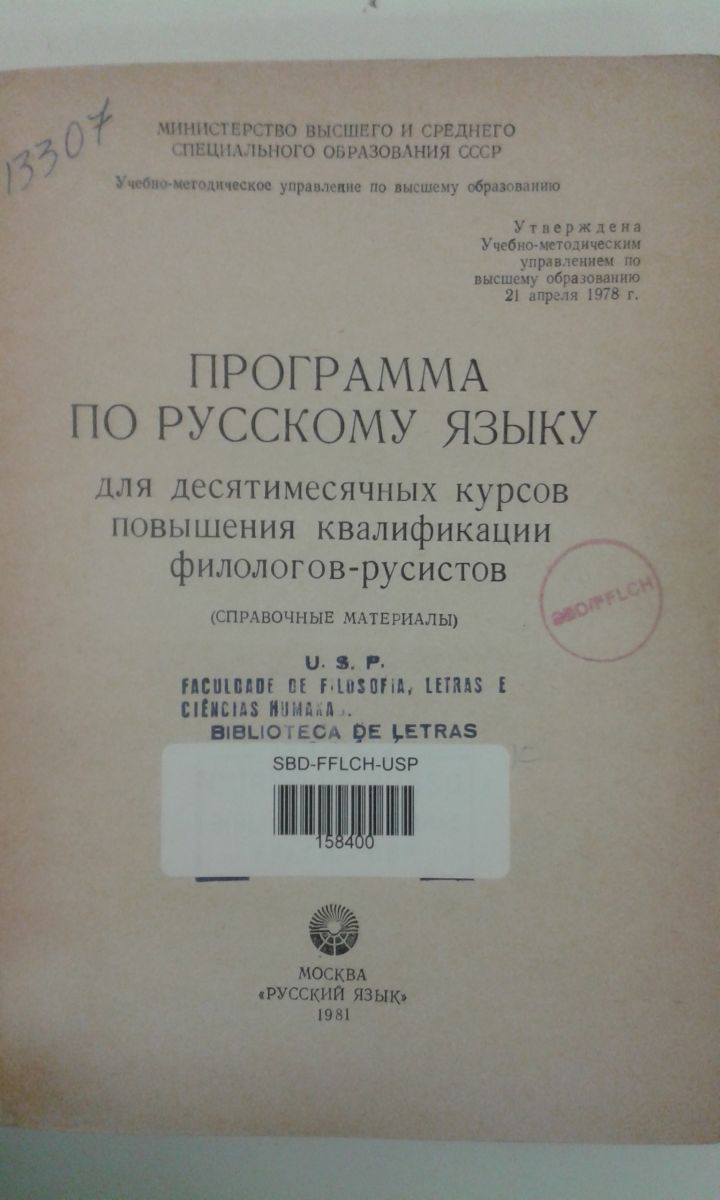 13307
МИНИСТЕРСТВО ВЫСШЕГО И СРЕДНЕГО
СПЕЦИАЛЬНОГО ОБРАЗОВАНИЯ СССР
Учебно-методическое управление по высшему образованию
Утверждена
Учебно-методическим
управлением по
высшему образованию
21 апреля 1978 г.
ПРОГРАММА
ПО РУССКОМУ ЯЗЫКУ
для десятимесячных курсов
повышения квалификации
филологов-русистов
(СПРАВОЧНЫЕ МАТЕРИАЛЫ)
SBD/FFLCH
U. S. P.
FACULDADE DE FILOSOFIA, LETRAS E
CIÊNCIAS HUMANAS.
BIBLIOTECA DE LETRAS
SBD-FFLCH-USP
158400
МОСКВА
«РУССКИЙ ЯЗЫК»
1981